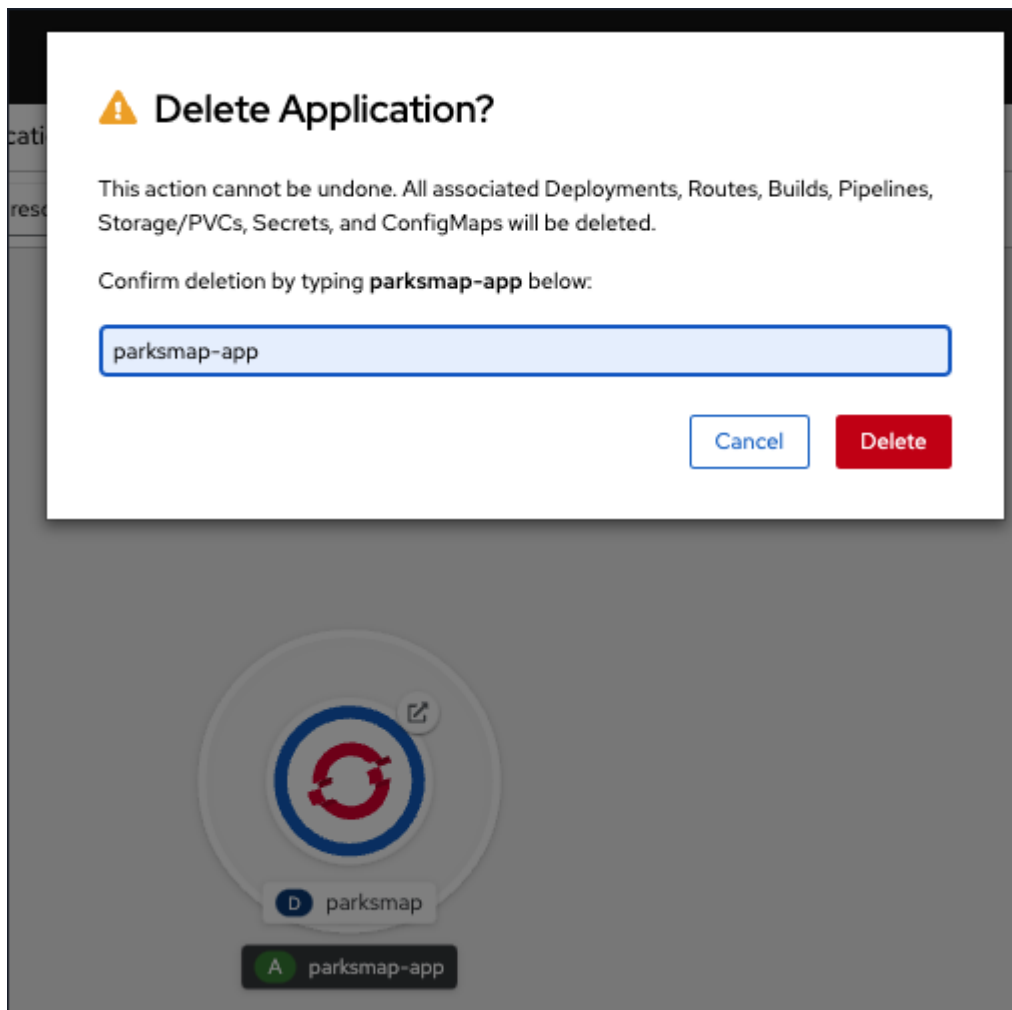 Delete Application?
This action cannot be undone. All associated Deployments, Routes, Builds, Pipelines,
Storage/PVCs, Secrets, and ConfigMaps will be deleted.
Confirm deletion by typing parksmap-app below:
parksmap-app
Cancel
Delete
D parksmap
A parksmap-app